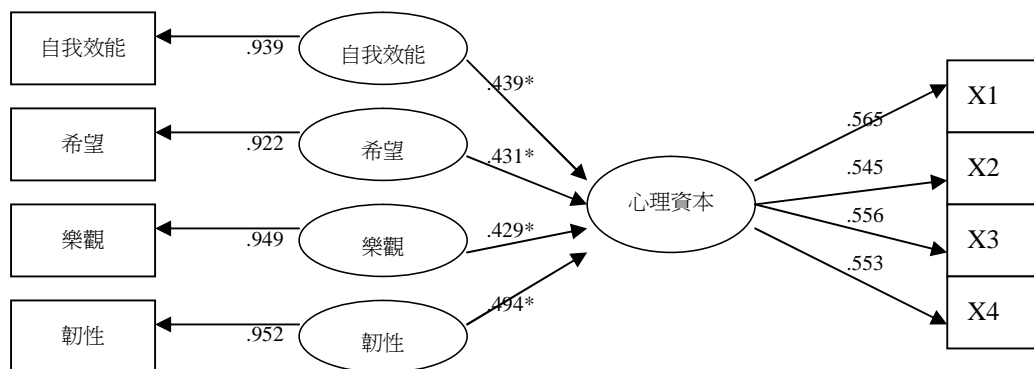 自我效能
.939
自我效能
.439*
希望
.922
希望
.431*
樂觀
.949
樂觀
.429*
韌性
.952
韌性
.494*
心理資本
.565
X1
.545
X2
.556
X3
.553
X4